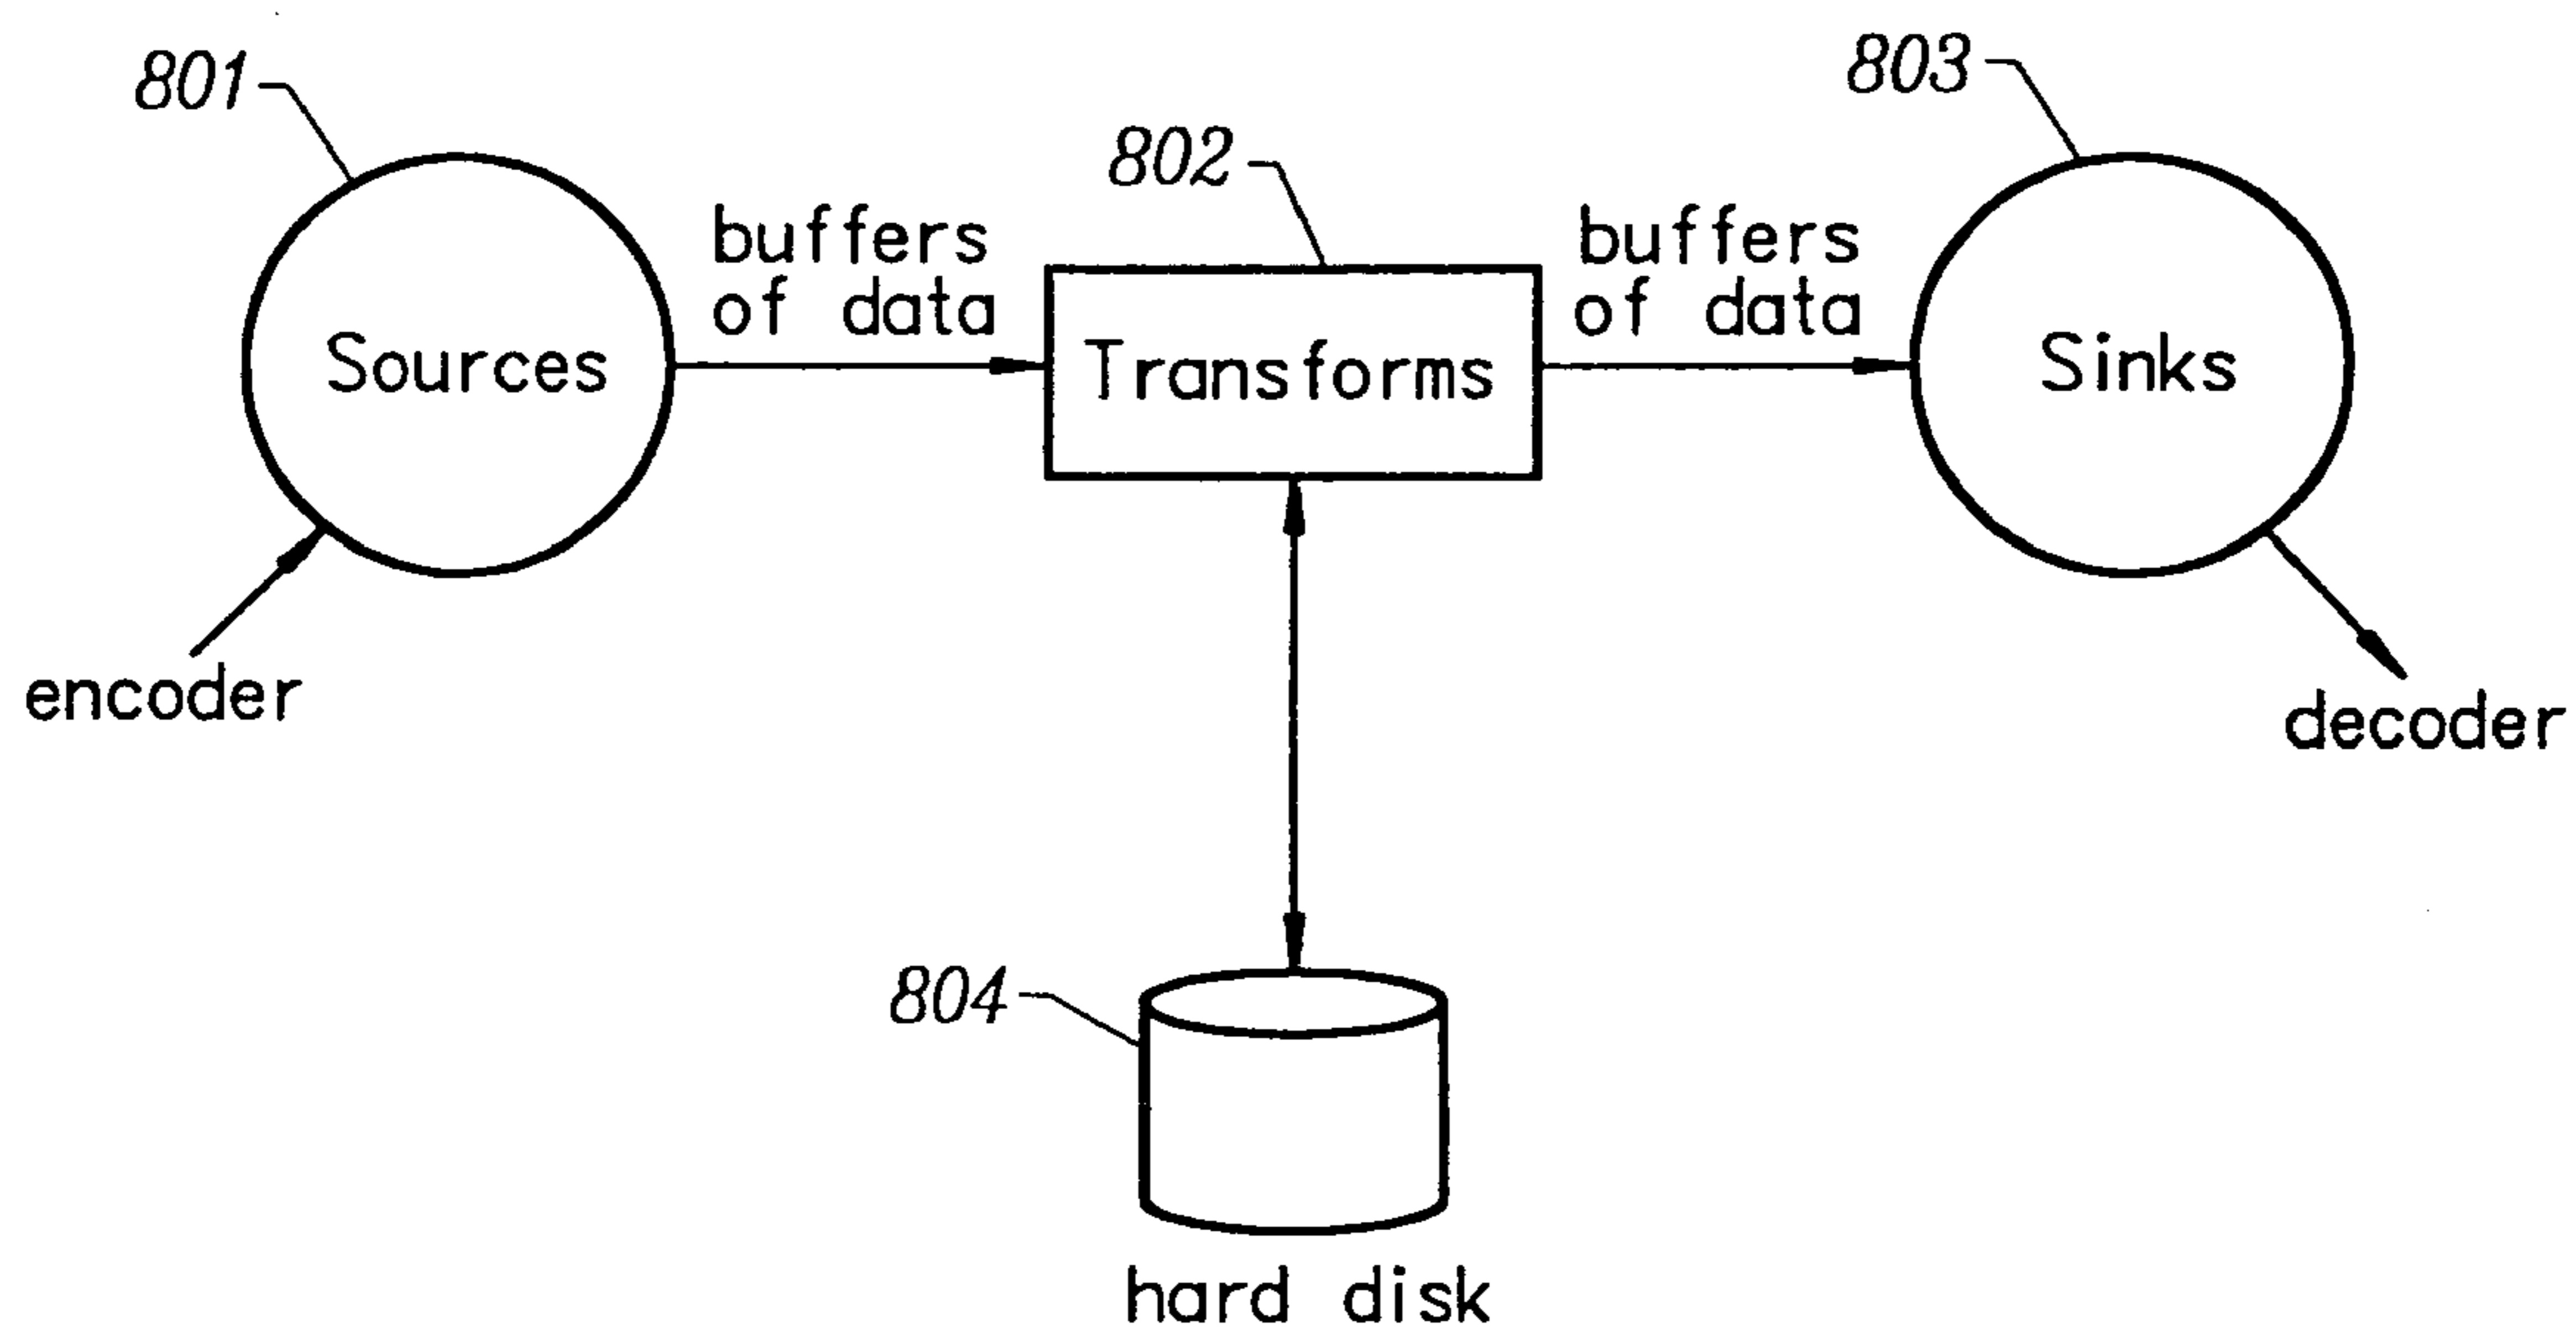 801
803
802
buffers
of data
buffers
of data
Sources
Transforms
Sinks
encoder
decoder
804
hard disk